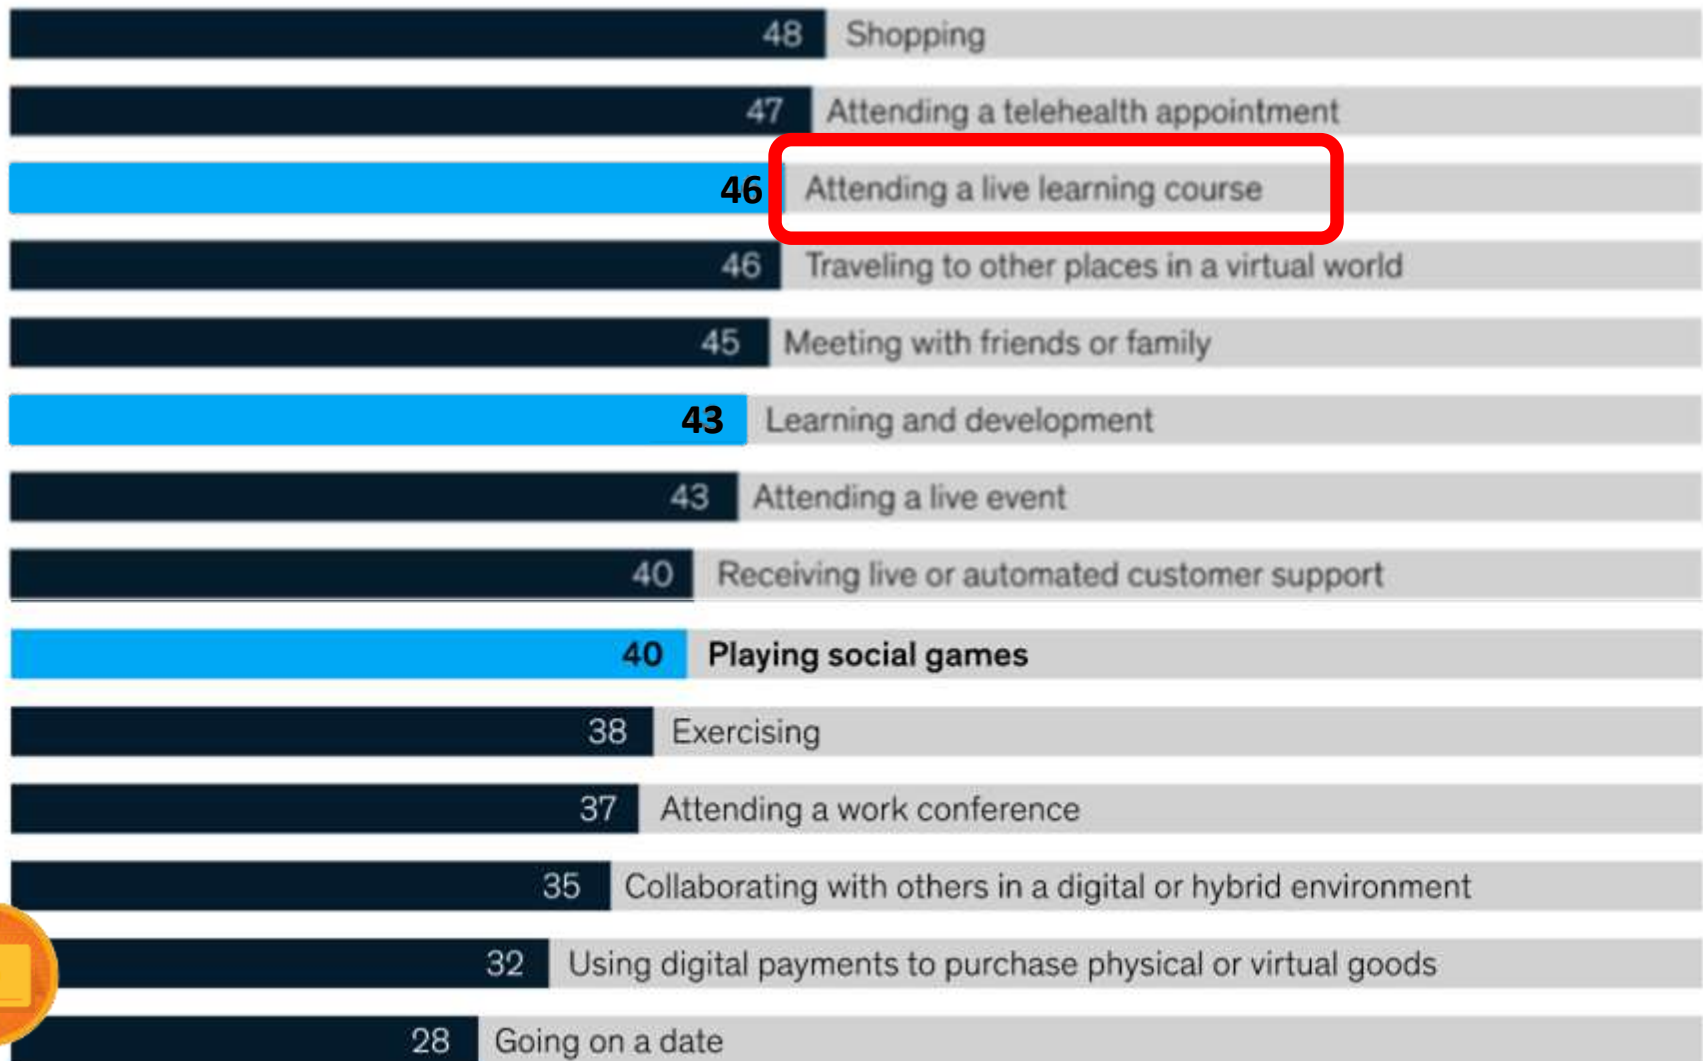 48 Shopping
47 Attending a telehealth appointment
46 Attending a live learning course
46 Traveling to other places in a virtual world
45 Meeting with friends or family
43 Learning and development
43 Attending a live event
40 Receiving live or automated customer support
40 Playing social games
38 Exercising
37 Attending a work conference
35 Collaborating with others in a digital or hybrid environment
32 Using digital payments to purchase physical or virtual goods
28 Going on a date